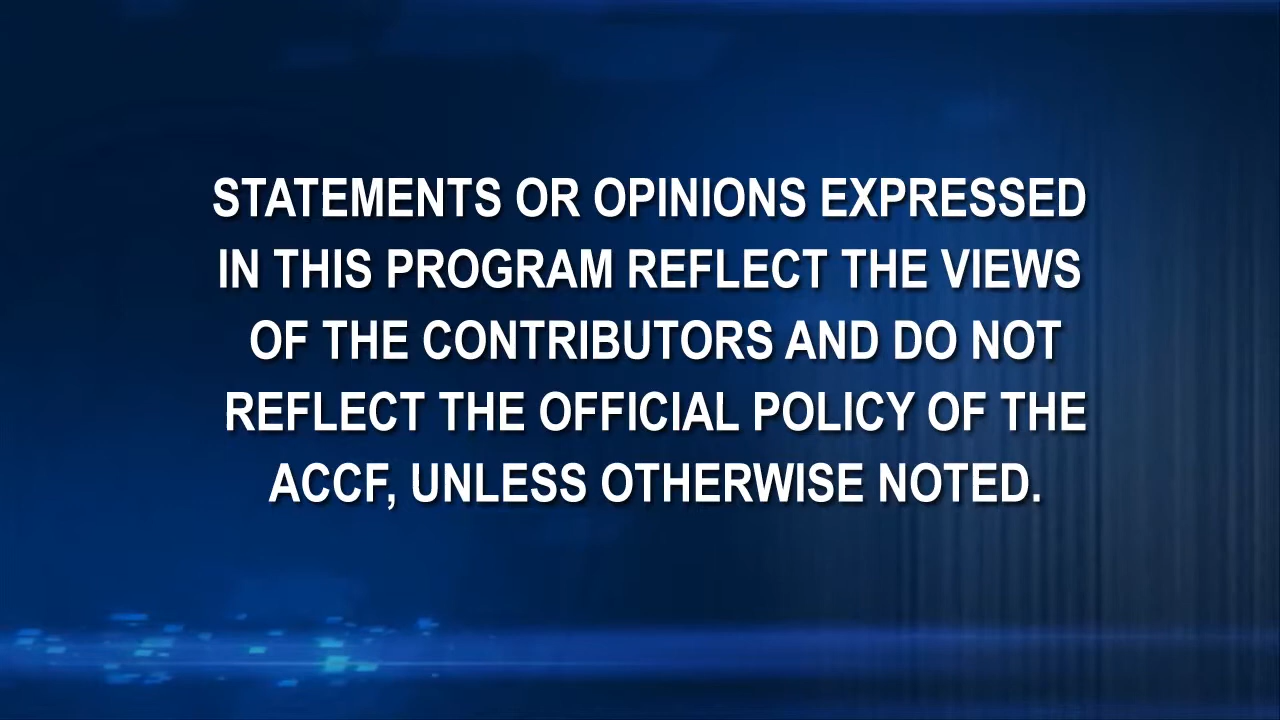 STATEMENTS OR OPINIONS EXPRESSED
IN THIS PROGRAM REFLECT THE VIEWS
OF THE CONTRIBUTORS AND DO NOT
REFLECT THE OFFICIAL POLICY OF THE
ACCF, UNLESS OTHERWISE NOTED.